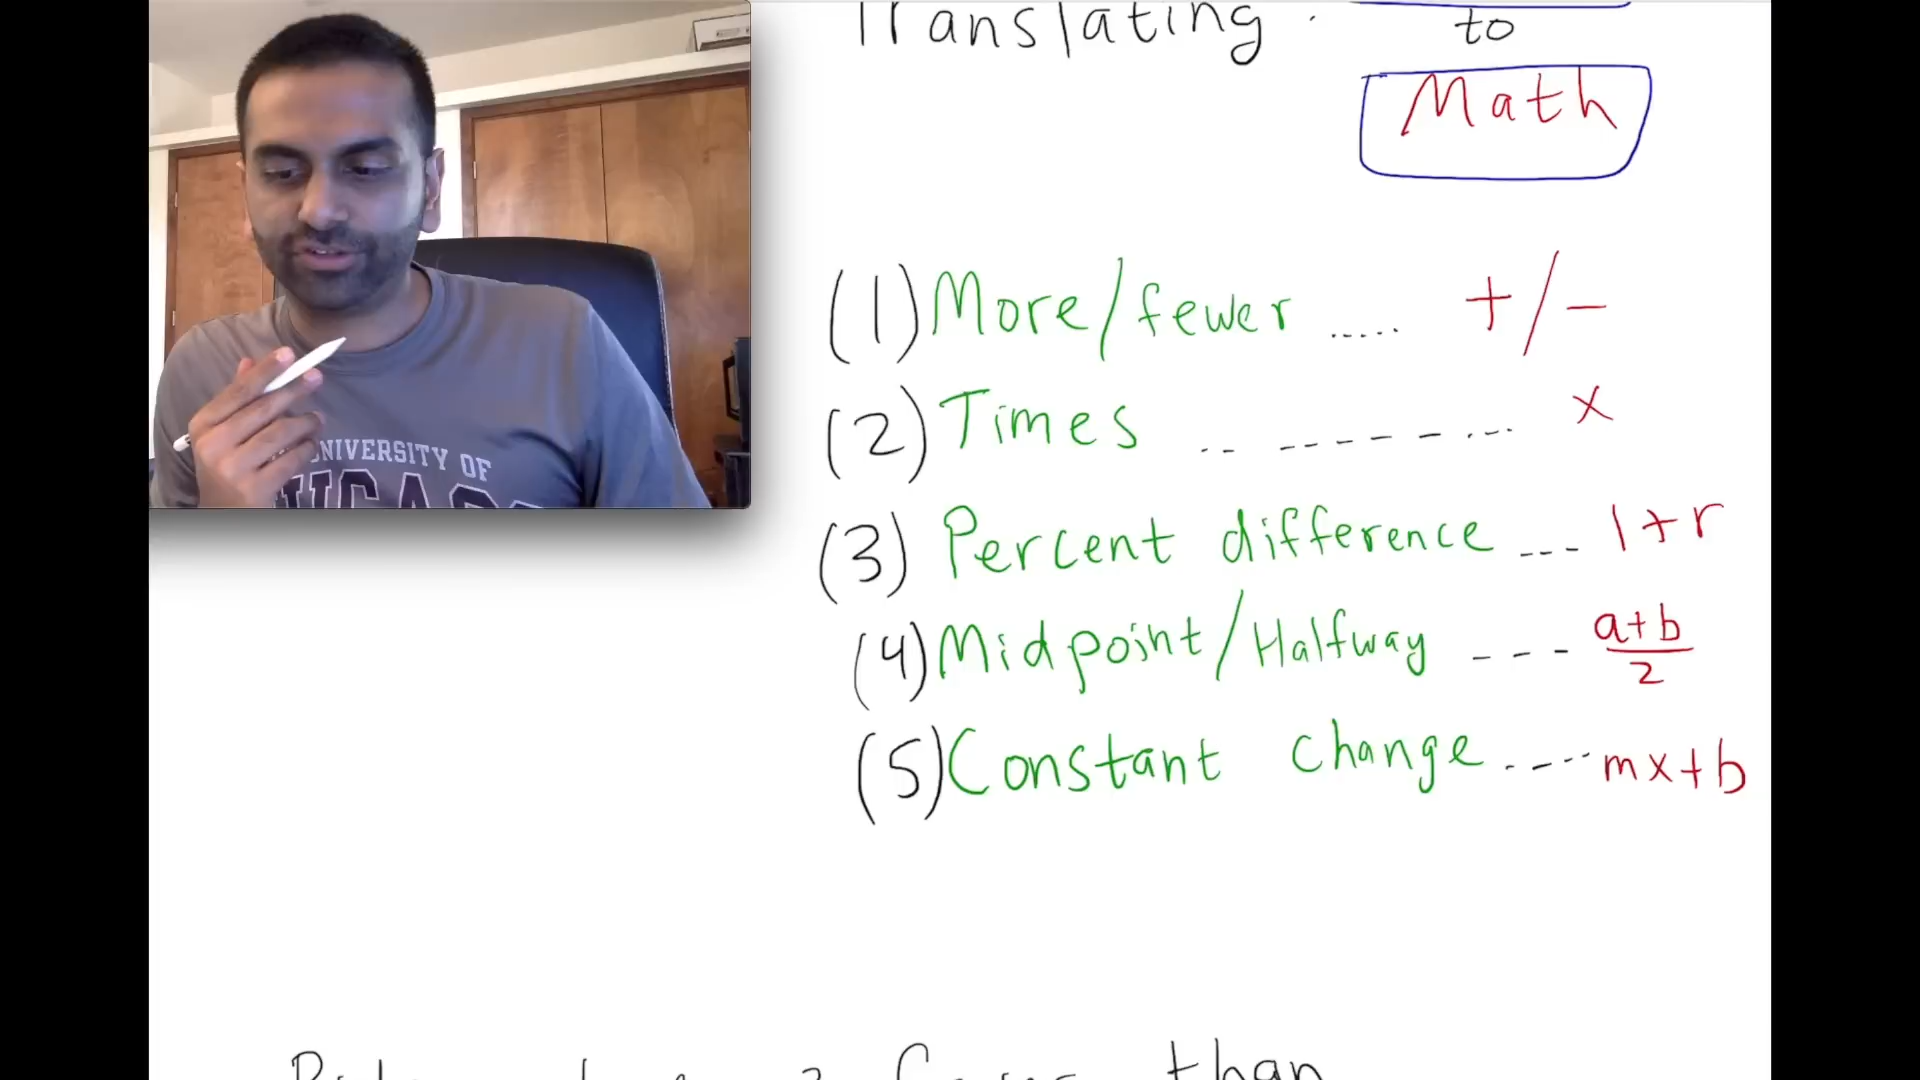 Translating
to
Math
(1) More/fewer ..... +/-
(2) Times .. ------ ... x
(3) Percent difference --- 1+r
(4) Midpoint/Halfway --- a+b/2
(5) Constant change .---- mx+b
UNIVERSITY OF
than